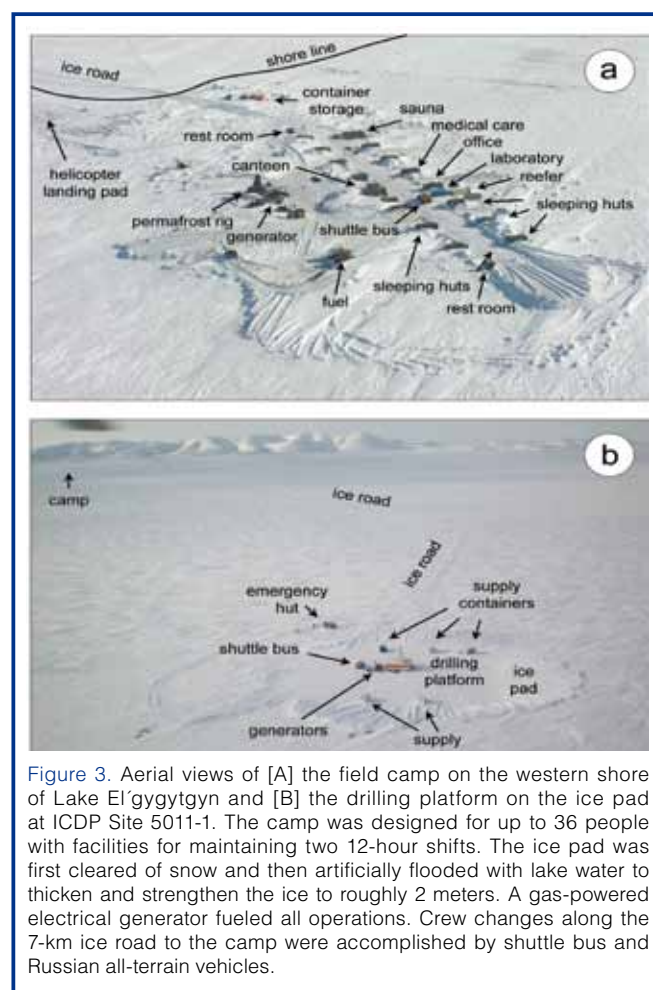 a
ice road
shore line
container
storage
sauna
rest room
medical care
office
canteen
laboratory
reefer
helicopter
landing pad
sleeping huts
permafrost rig
generator
shuttle bus
fuel
sleeping huts
rest room
b
camp
ice road
ice road
emergency
hut
supply
containers
shuttle bus
drilling
platform
ice
pad
generators
supply
Figure 3. Aerial views of [A] the field camp on the western shore
of Lake El´gygytgyn and [B] the drilling platform on the ice pad
at ICDP Site 5011-1. The camp was designed for up to 36 people
with facilities for maintaining two 12-hour shifts. The ice pad was
first cleared of snow and then artificially flooded with lake water to
thicken and strengthen the ice to roughly 2 meters. A gas-powered
electrical generator fueled all operations. Crew changes along the
7-km ice road to the camp were accomplished by shuttle bus and
Russian all-terrain vehicles.